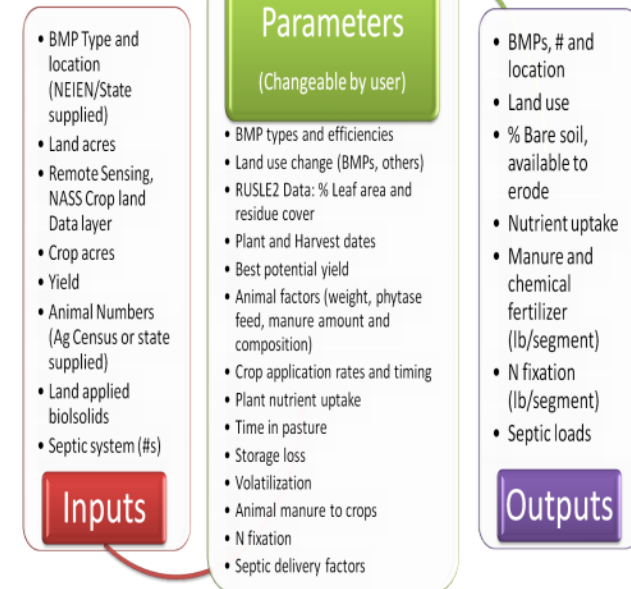 • BMP Type and
location
(NEIEN/State
supplied)
• Land acres
• Remote Sensing,
NASS Crop land
Data layer
• Crop acres
• Yield
• Animal Numbers
(Ag Census or state
supplied)
• Land applied
biolsolids
• Septic system (#s)
Inputs
Parameters
(Changeable by user)
• BMP types and efficiencies
• Land use change (BMPs, others)
• RUSLE2 Data: % Leaf area and
residue cover
• Plant and Harvest dates
• Best potential yield
• Animal factors (weight, phytase
feed, manure amount and
composition)
• Crop application rates and timing
• Plant nutrient uptake
• Time in pasture
• Storage loss
• Volatilization
• Animal manure to crops
• N fixation
• Septic delivery factors
• BMPs, # and
location
• Land use
• % Bare soil,
available to
erode
• Nutrient uptake
• Manure and
chemical
fertilizer
(lb/segment)
• N fixation
(lb/segment)
• Septic loads
Outputs